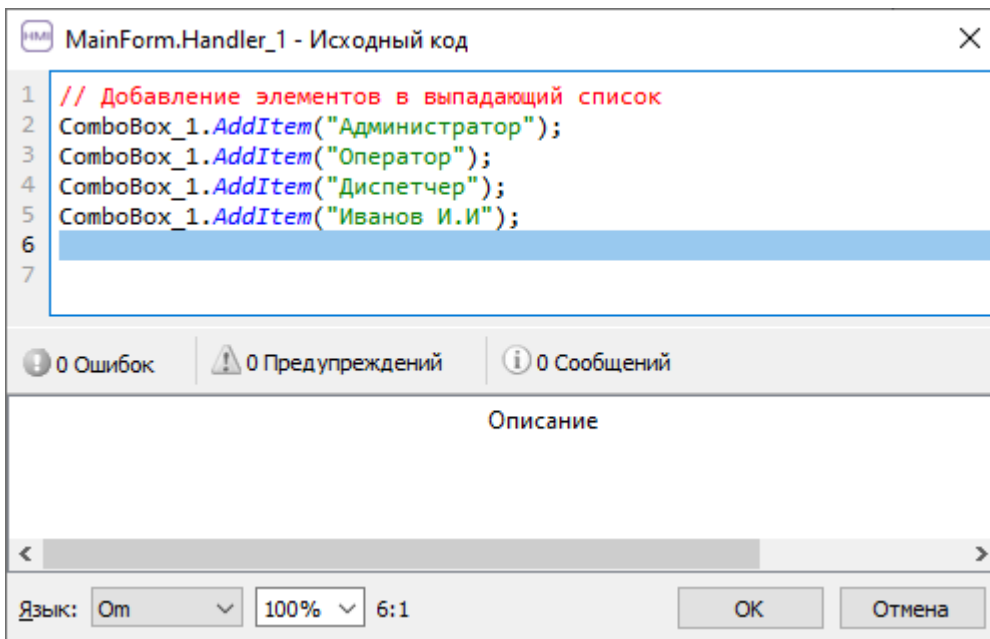 HMI MainForm.Handler_1 - Исходный код
1 // Добавление элементов в выпадающий список
2 ComboBox_1.AddItem("Администратор");
3 ComboBox_1.AddItem("Оператор");
4 ComboBox_1.AddItem("Диспетчер");
5 ComboBox_1.AddItem("Иванов И.И");
6
7
0 Ошибок 0 Предупреждений 0 Сообщений
Описание
Язык: Om 100% 6:1 OK Отмена